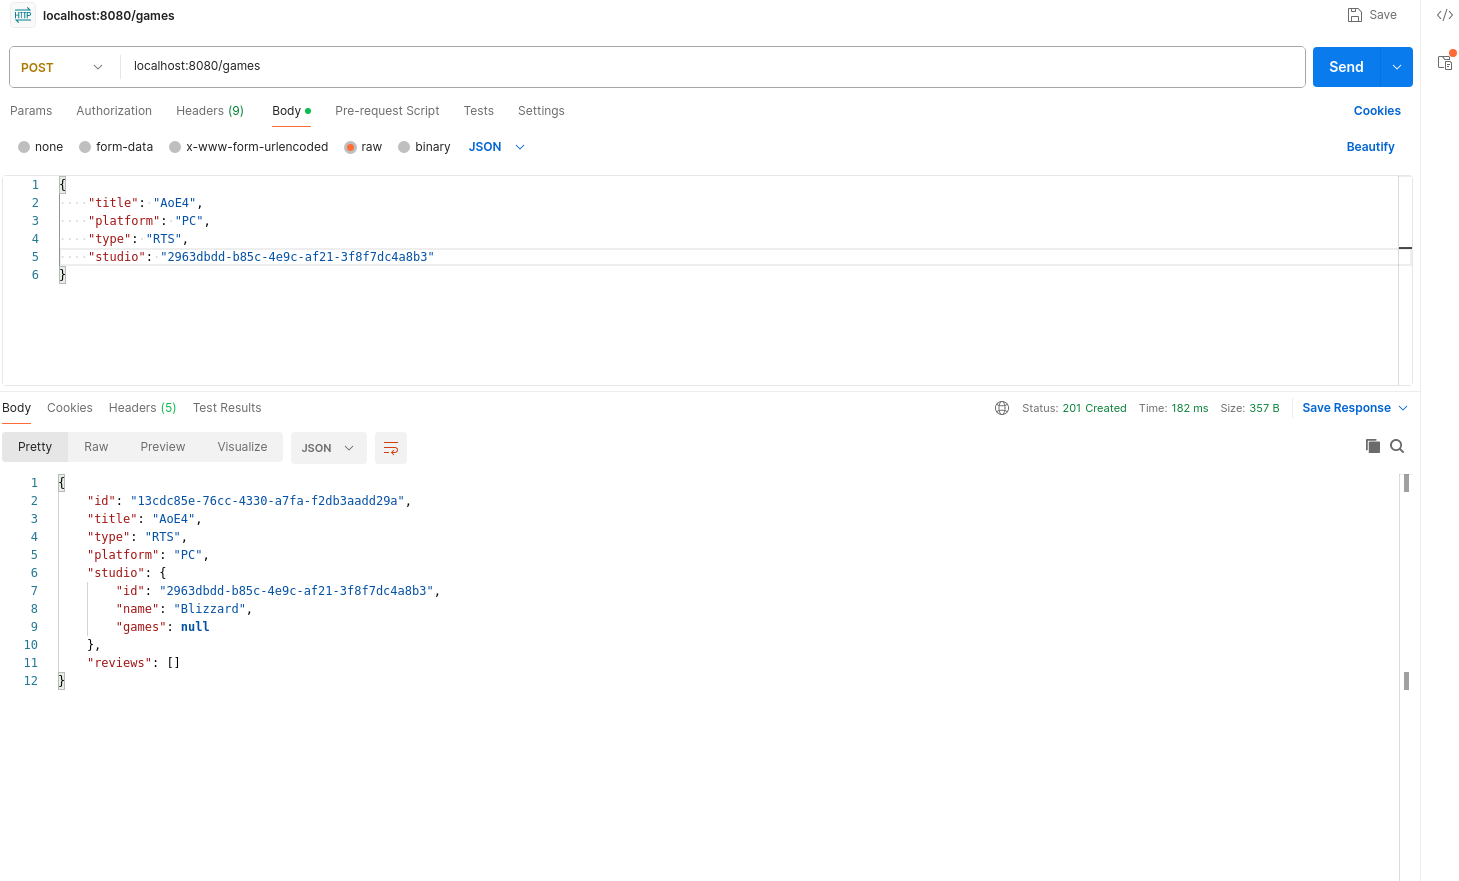 HTTP localhost:8080/games Save
POST localhost:8080/games Send
Params Authorization Headers (9) Body Pre-request Script Tests Settings Cookies
none form-data x-www-form-urlencoded raw binary JSON Beautify
1 {
2 "title": "AoE4",
3 "platform": "PC",
4 "type": "RTS",
5 "studio": "2963dbdd-b85c-4e9c-af21-3f8f7dc4a8b3"
6 }
Body Cookies Headers (5) Test Results Status: 201 Created Time: 182 ms Size: 357 B Save Response
Pretty Raw Preview Visualize JSON
1 {
2 "id": "13cdc85e-76cc-4330-a7fa-f2db3aadd29a",
3 "title": "AoE4",
4 "type": "RTS",
5 "platform": "PC",
6 "studio": {
7 "id": "2963dbdd-b85c-4e9c-af21-3f8f7dc4a8b3",
8 "name": "Blizzard",
9 "games": null
10 },
11 "reviews": []
12 }